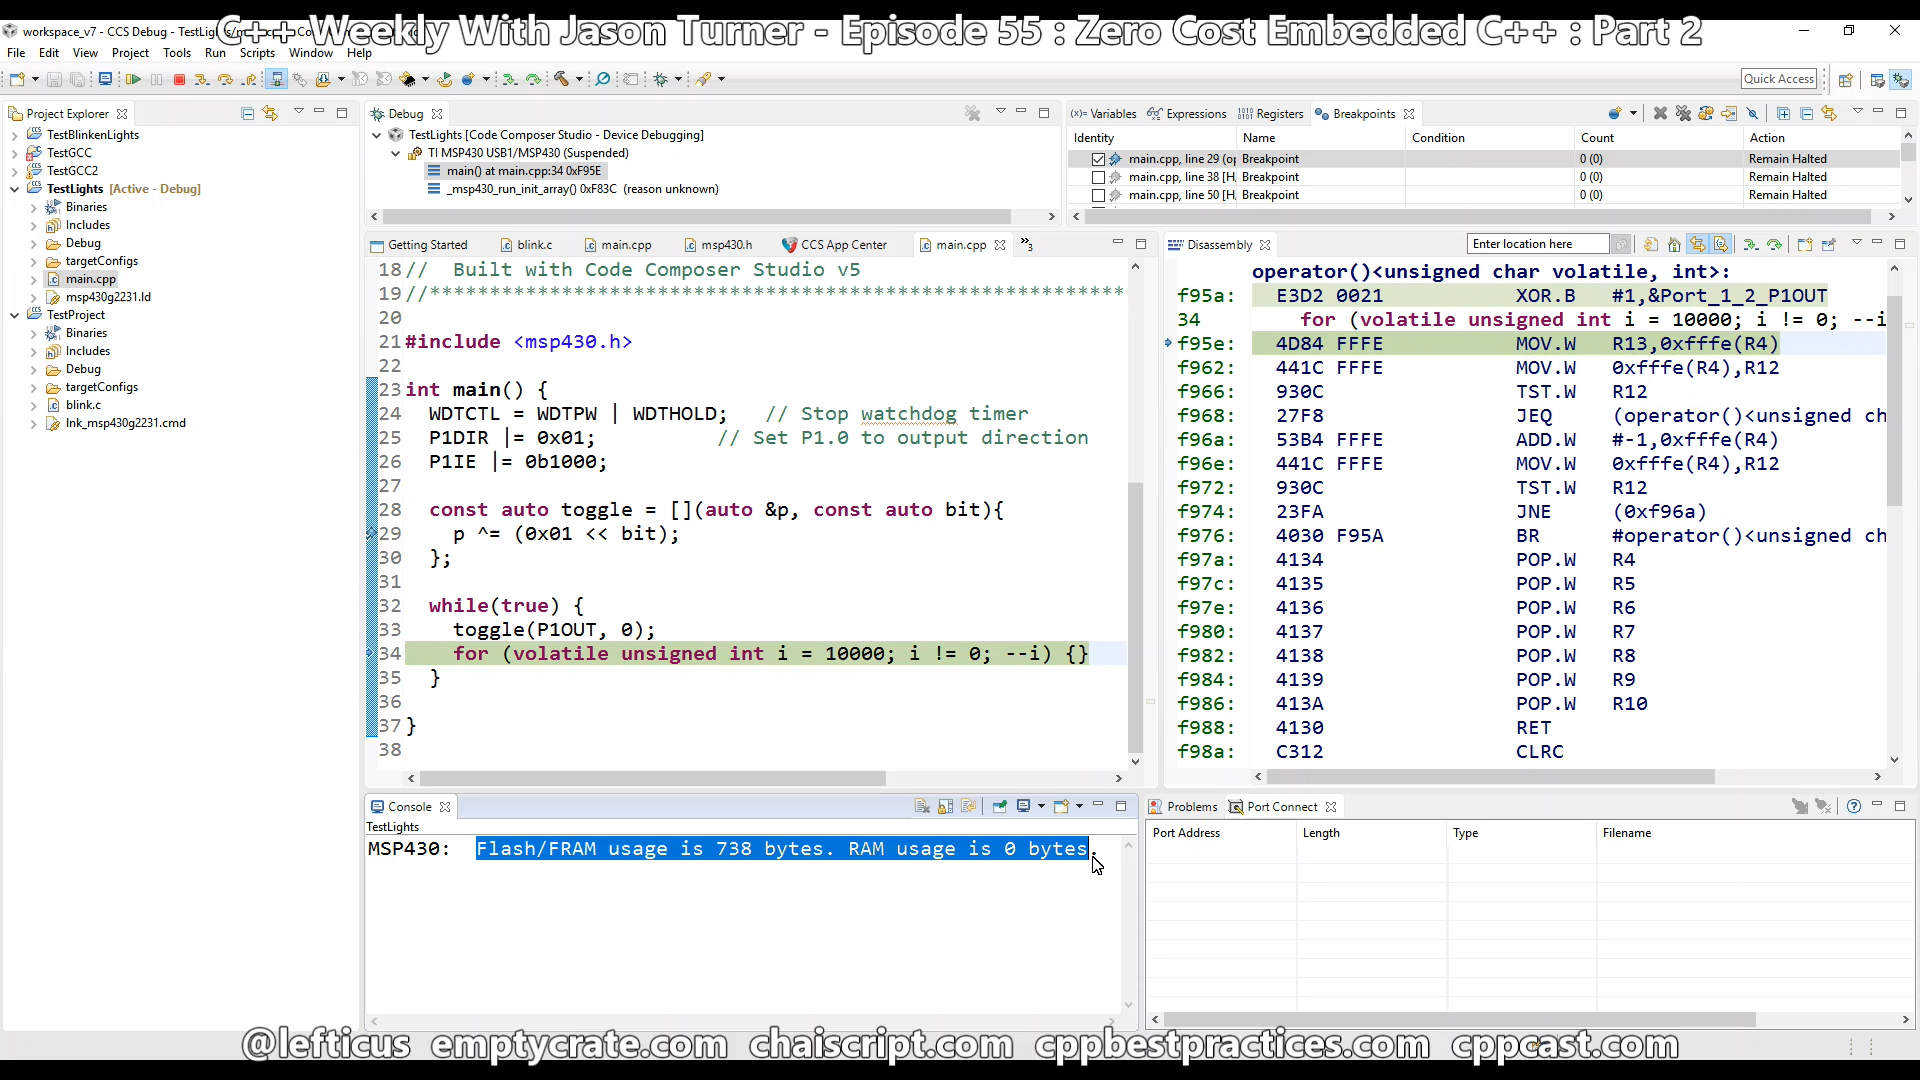 C++ Weekly With Jason Turner - Episode 55 : Zero Cost Embedded C++ : Part 2
workspace_v7 - CCS Debug - TestLights/m
File Edit View Project Tools Run Scripts Window Help
Quick Access
Project Explorer
TestBlinkenLights
TestGCC
TestGCC2
TestLights [Active - Debug]
Binaries
Includes
Debug
targetConfigs
main.cpp
msp430g2231.ld
TestProject
Binaries
Includes
Debug
targetConfigs
blink.c
lnk_msp430g2231.cmd
Debug
TestLights [Code Composer Studio - Device Debugging]
TI MSP430 USB1/MSP430 (Suspended)
main() at main.cpp:34 0xF95E
_msp430_run_init_array() 0xF83C (reason unknown)
(x)= Variables Expressions Registers Breakpoints
Identity Name Condition Count Action
main.cpp, line 29 (o Breakpoint 0 (0) Remain Halted
main.cpp, line 38 [H Breakpoint 0 (0) Remain Halted
main.cpp, line 50 [H Breakpoint 0 (0) Remain Halted
Getting Started blink.c main.cpp msp430.h CCS App Center main.cpp »3
18 // Built with Code Composer Studio v5
19 //**********************************************************
20
21 #include <msp430.h>
22
23 int main() {
24 WDTCTL = WDTPW | WDTHOLD; // Stop watchdog timer
25 P1DIR |= 0x01; // Set P1.0 to output direction
26 P1IE |= 0b1000;
27
28 const auto toggle = [](auto &p, const auto bit){
29 p ^= (0x01 << bit);
30 };
31
32 while(true) {
33 toggle(P1OUT, 0);
34 for (volatile unsigned int i = 10000; i != 0; --i) {}
35 }
36
37 }
38
Disassembly
Enter location here
operator()<unsigned char volatile, int>:
f95a: E3D2 0021 XOR.B #1,&Port_1_2_P1OUT
34 for (volatile unsigned int i = 10000; i != 0; --i
f95e: 4D84 FFFE MOV.W R13,0xfffe(R4)
f962: 441C FFFE MOV.W 0xfffe(R4),R12
f966: 930C TST.W R12
f968: 27F8 JEQ (operator()<unsigned ch
f96a: 53B4 FFFE ADD.W #-1,0xfffe(R4)
f96e: 441C FFFE MOV.W 0xfffe(R4),R12
f972: 930C TST.W R12
f974: 23FA JNE (0xf96a)
f976: 4030 F95A BR #operator()<unsigned ch
f97a: 4134 POP.W R4
f97c: 4135 POP.W R5
f97e: 4136 POP.W R6
f980: 4137 POP.W R7
f982: 4138 POP.W R8
f984: 4139 POP.W R9
f986: 413A POP.W R10
f988: 4130 RET
f98a: C312 CLRC
Console
TestLights
MSP430: Flash/FRAM usage is 738 bytes. RAM usage is 0 bytes.
Problems Port Connect
Port Address Length Type Filename
@lefticus emptycrate.com chaiscript.com cppbestpractices.com cppcast.com